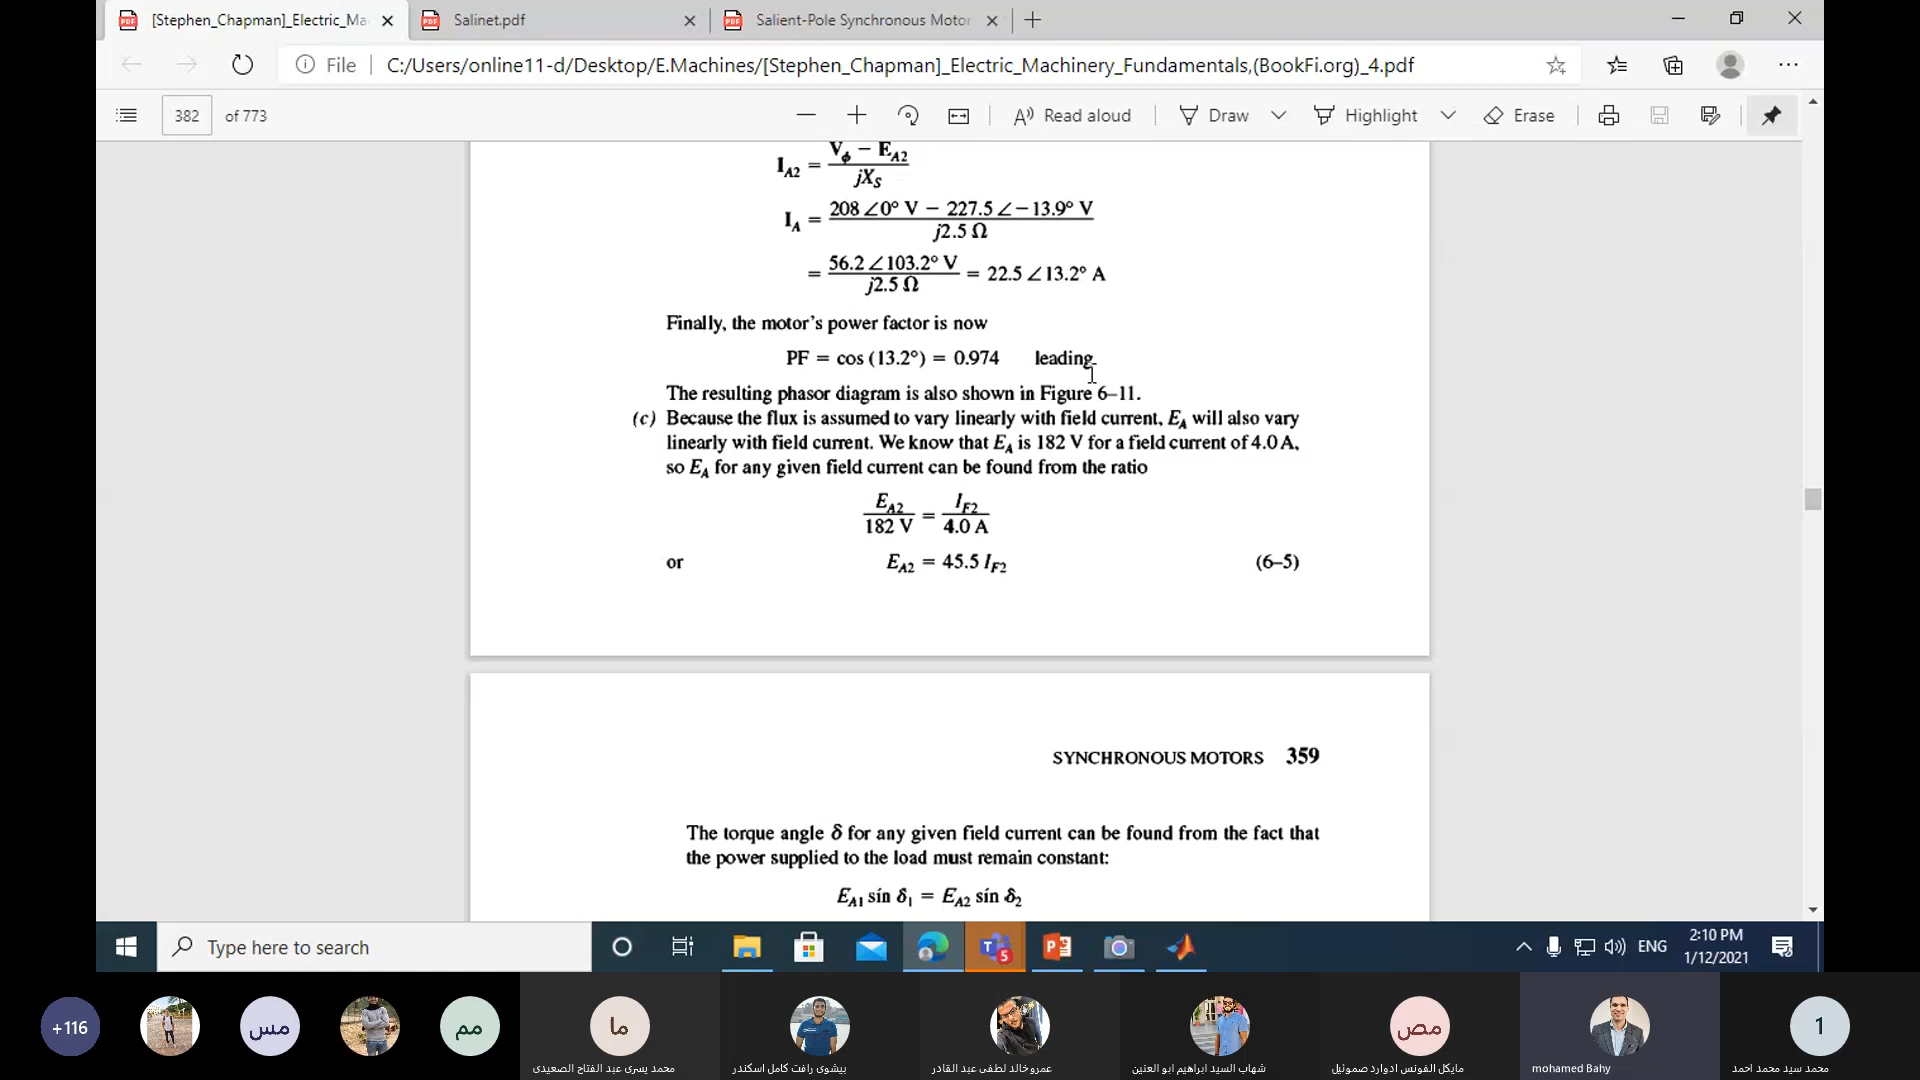 [Stephen_Chapman]_Electric_Ma
Salinet.pdf
Salient-Pole Synchronous Motor
File
C:/Users/online11-d/Desktop/E.Machines/[Stephen_Chapman]_Electric_Machinery_Fundamentals,(BookFi.org)_4.pdf
382 of 773
Read aloud
Draw
Highlight
Erase
I_A2 = (V_ϕ − E_A2) / jX_S
I_A = (208 ∠0° V − 227.5 ∠−13.9° V) / j2.5 Ω
= 56.2 ∠103.2° V / j2.5 Ω = 22.5 ∠13.2° A
Finally, the motor's power factor is now
PF = cos (13.2°) = 0.974 leading
The resulting phasor diagram is also shown in Figure 6–11.
(c) Because the flux is assumed to vary linearly with field current, E_A will also vary
linearly with field current. We know that E_A is 182 V for a field current of 4.0 A,
so E_A for any given field current can be found from the ratio
E_A2 / 182 V = I_F2 / 4.0 A
or E_A2 = 45.5 I_F2 (6–5)
SYNCHRONOUS MOTORS 359
The torque angle δ for any given field current can be found from the fact that
the power supplied to the load must remain constant:
E_A1 sin δ_1 = E_A2 sin δ_2
Type here to search
5
ENG
2:10 PM
1/12/2021
+116
مس
مم
ما
مص
1
محمد يسرى عبد الفتاح الصعيدى
بيشوى رافت كامل اسكندر
عمروخالد لطفى عبد القادر
شهاب السيد ابراهيم ابو العنين
مايكل الفونس ادوارد صموئيل
mohamed Bahy
محمد سيد محمد احمد